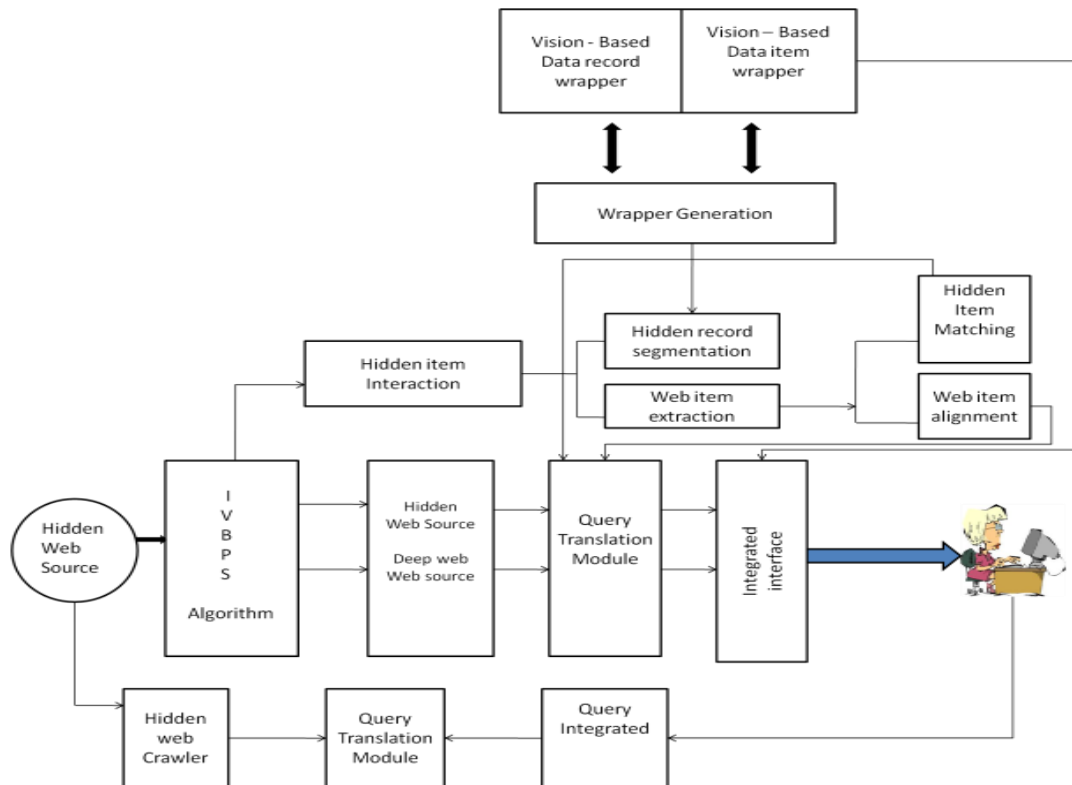 Vision - Based
Data record
wrapper
Vision – Based
Data item
wrapper
Wrapper Generation
Hidden
Item
Matching
Hidden record
segmentation
Hidden item
Interaction
Web item
extraction
Web item
alignment
Hidden
Web
Source
I
V
B
P
S
Algorithm
Hidden
Web Source
Deep web
Web source
Query
Translation
Module
Integrated
interface
Hidden
web
Crawler
Query
Translation
Module
Query
Integrated